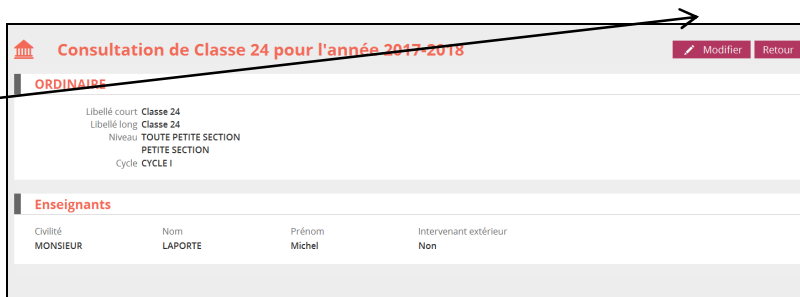 Consultation de Classe 24 pour l'année 2017-2018
Modifier Retour
ORDINAIRE
Libellé court Classe 24
Libellé long Classe 24
Niveau TOUTE PETITE SECTION
PETITE SECTION
Cycle CYCLE I
Enseignants
Civilité Nom Prénom Intervenant extérieur
MONSIEUR LAPORTE Michel Non